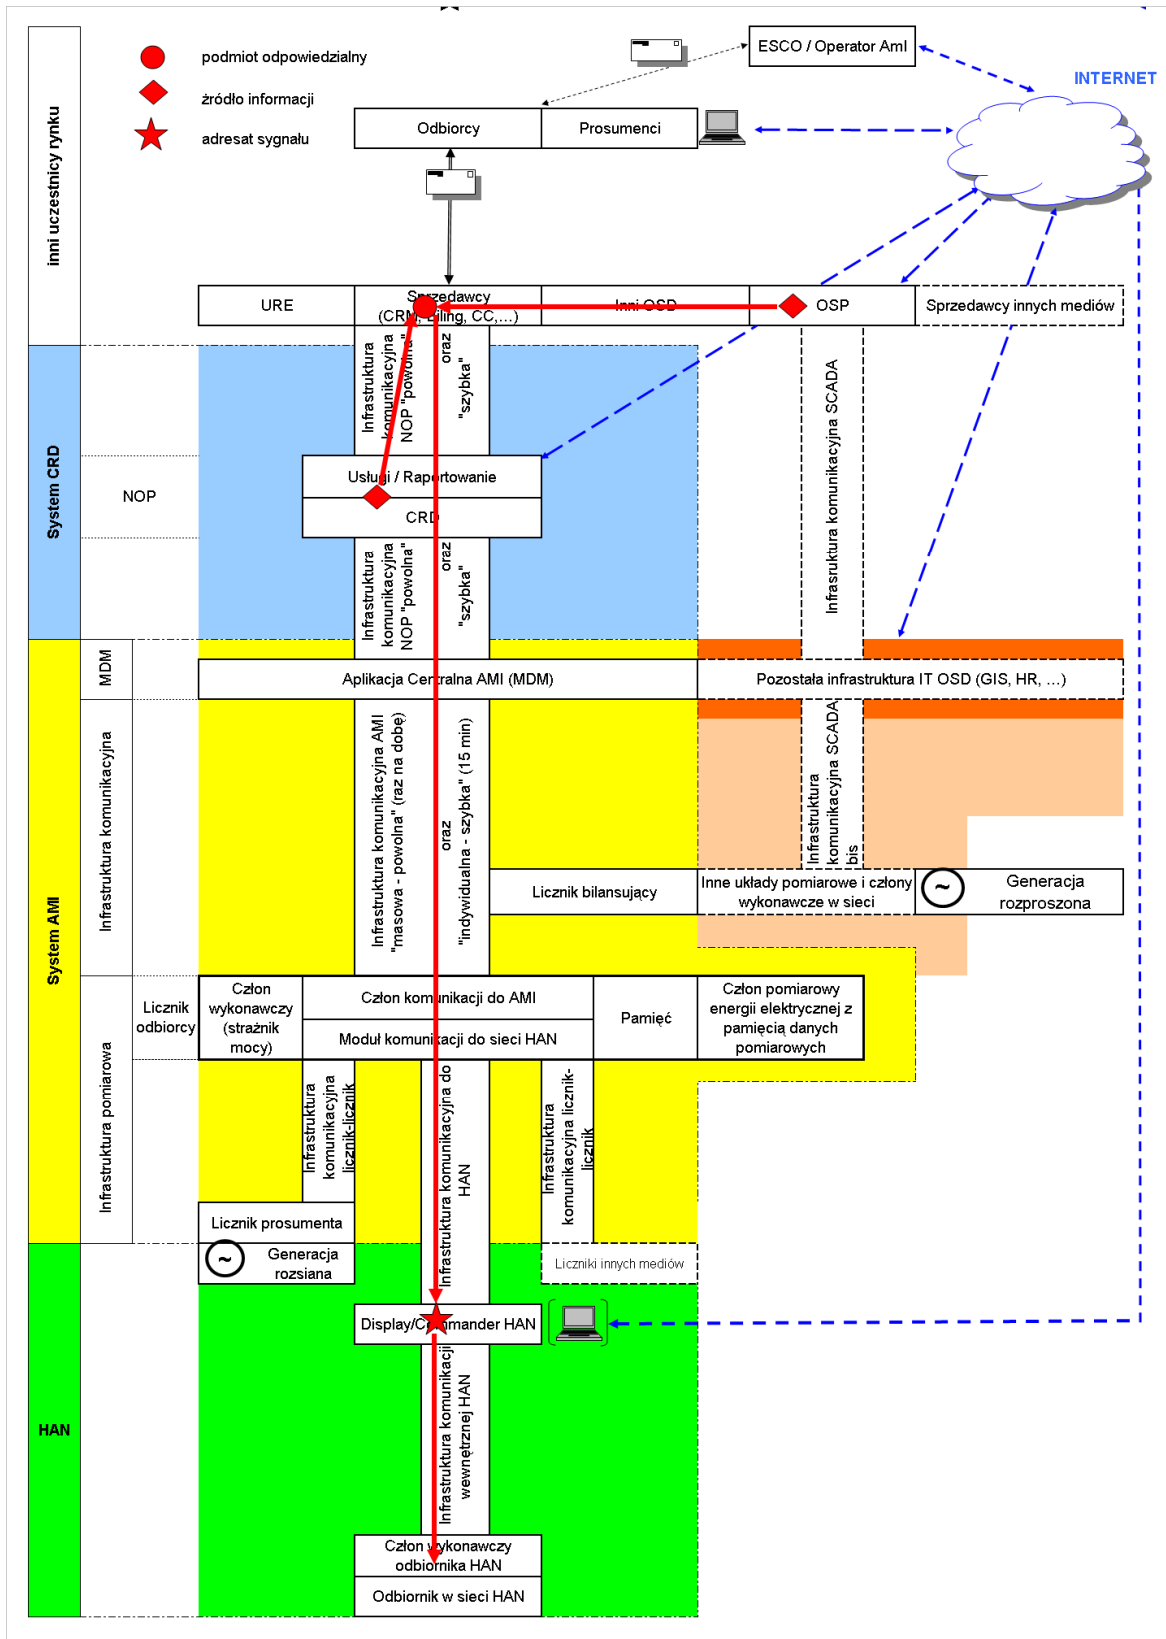 ESCO / Operator AmI
podmiot odpowiedzialny
INTERNET
źródło informacji
Odbiorcy
Prosumenci
adresat sygnału
inni uczestnicy rynku
URE
Sprzedawcy
(CRM, Biling, CC,...)
Inni OSD
OSP
Sprzedawcy innych mediów
Infrastruktura
komunikacyjna
NOP "powolna"
oraz
"szybka"
Infrasruktura komunikacyjna SCADA
System CRD
NOP
Usługi / Raportowanie
CRD
Infrastruktura
komunikacyjna
NOP "powolna"
oraz
"szybka"
MDM
Aplikacja Centralna AMI (MDM)
Pozostała infrastruktura IT OSD (GIS, HR, ...)
System AMI
Infrastruktura komunikacyjna
Infrastruktura komunikacyjna AMI
"masowa - powolna" (raz na dobę)
oraz
"indywidualna - szybka" (15 min)
Infrastruktura
komunikacyjna SCADA
bis
Licznik bilansujący
Inne układy pomiarowe i człony
wykonawcze w sieci
~
Generacja
rozproszona
Infrastruktura pomiarowa
Licznik
odbiorcy
Człon
wykonawczy
(strażnik
mocy)
Człon komunikacji do AMI
Moduł komunikacji do sieci HAN
Pamięć
Człon pomiarowy
energii elektrycznej z
pamięcią danych
pomiarowych
Infrastruktura
komunikacyjna
licznik-licznik
Infrastruktura komunikacyjna do
HAN
Infrastruktura
komunikacyjna licznik-
licznik
Licznik prosumenta
~
Generacja
rozsiana
Liczniki innych mediów
HAN
Display/Commander HAN
Infrastruktura komunikacji
wewnętrznej HAN
Człon wykonawczy
odbiornika HAN
Odbiornik w sieci HAN